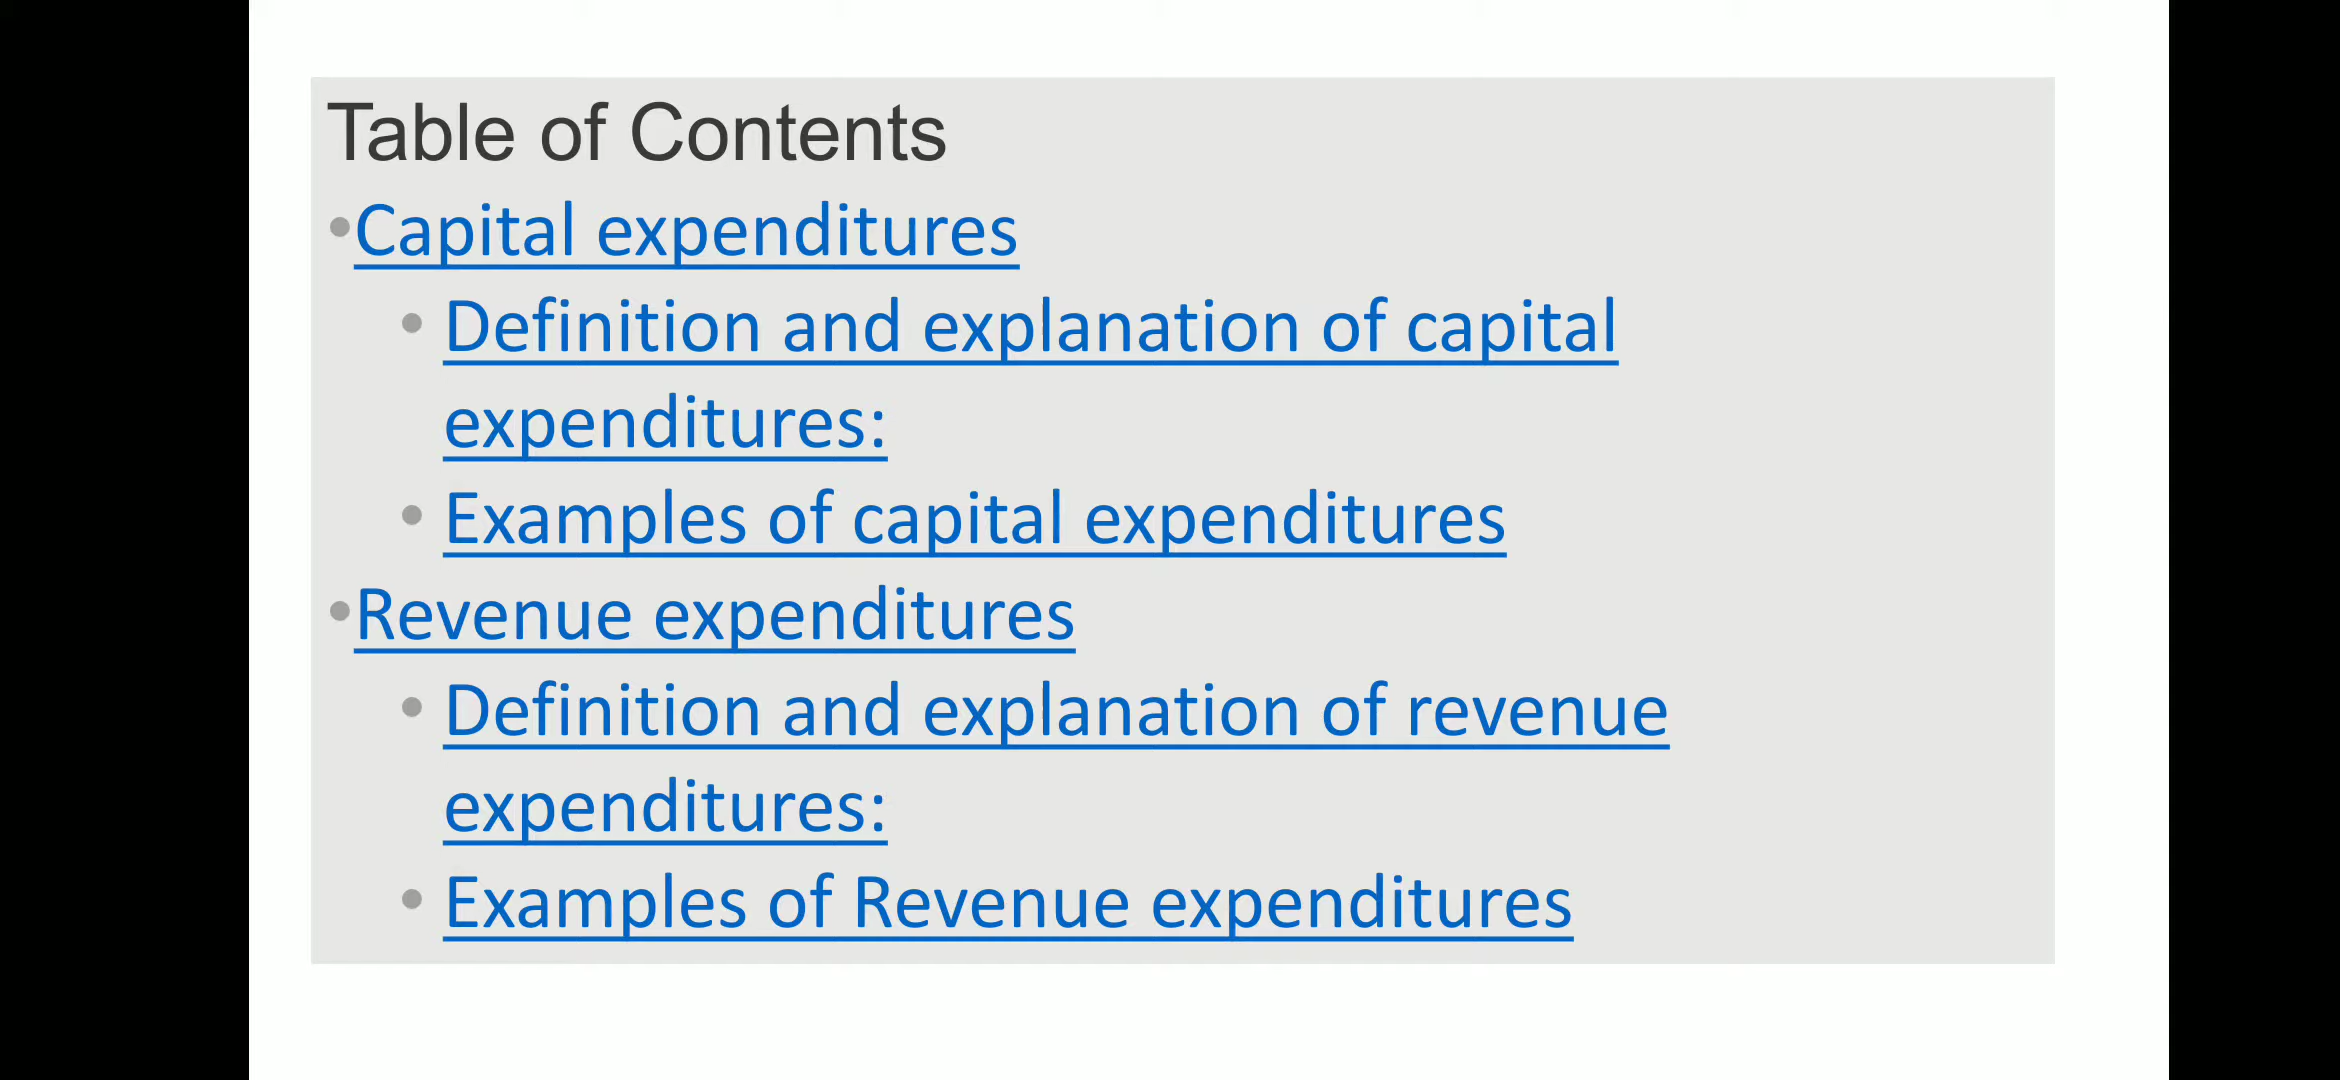 Table of Contents
•Capital expenditures
• Definition and explanation of capital
expenditures:
• Examples of capital expenditures
•Revenue expenditures
• Definition and explanation of revenue
expenditures:
• Examples of Revenue expenditures